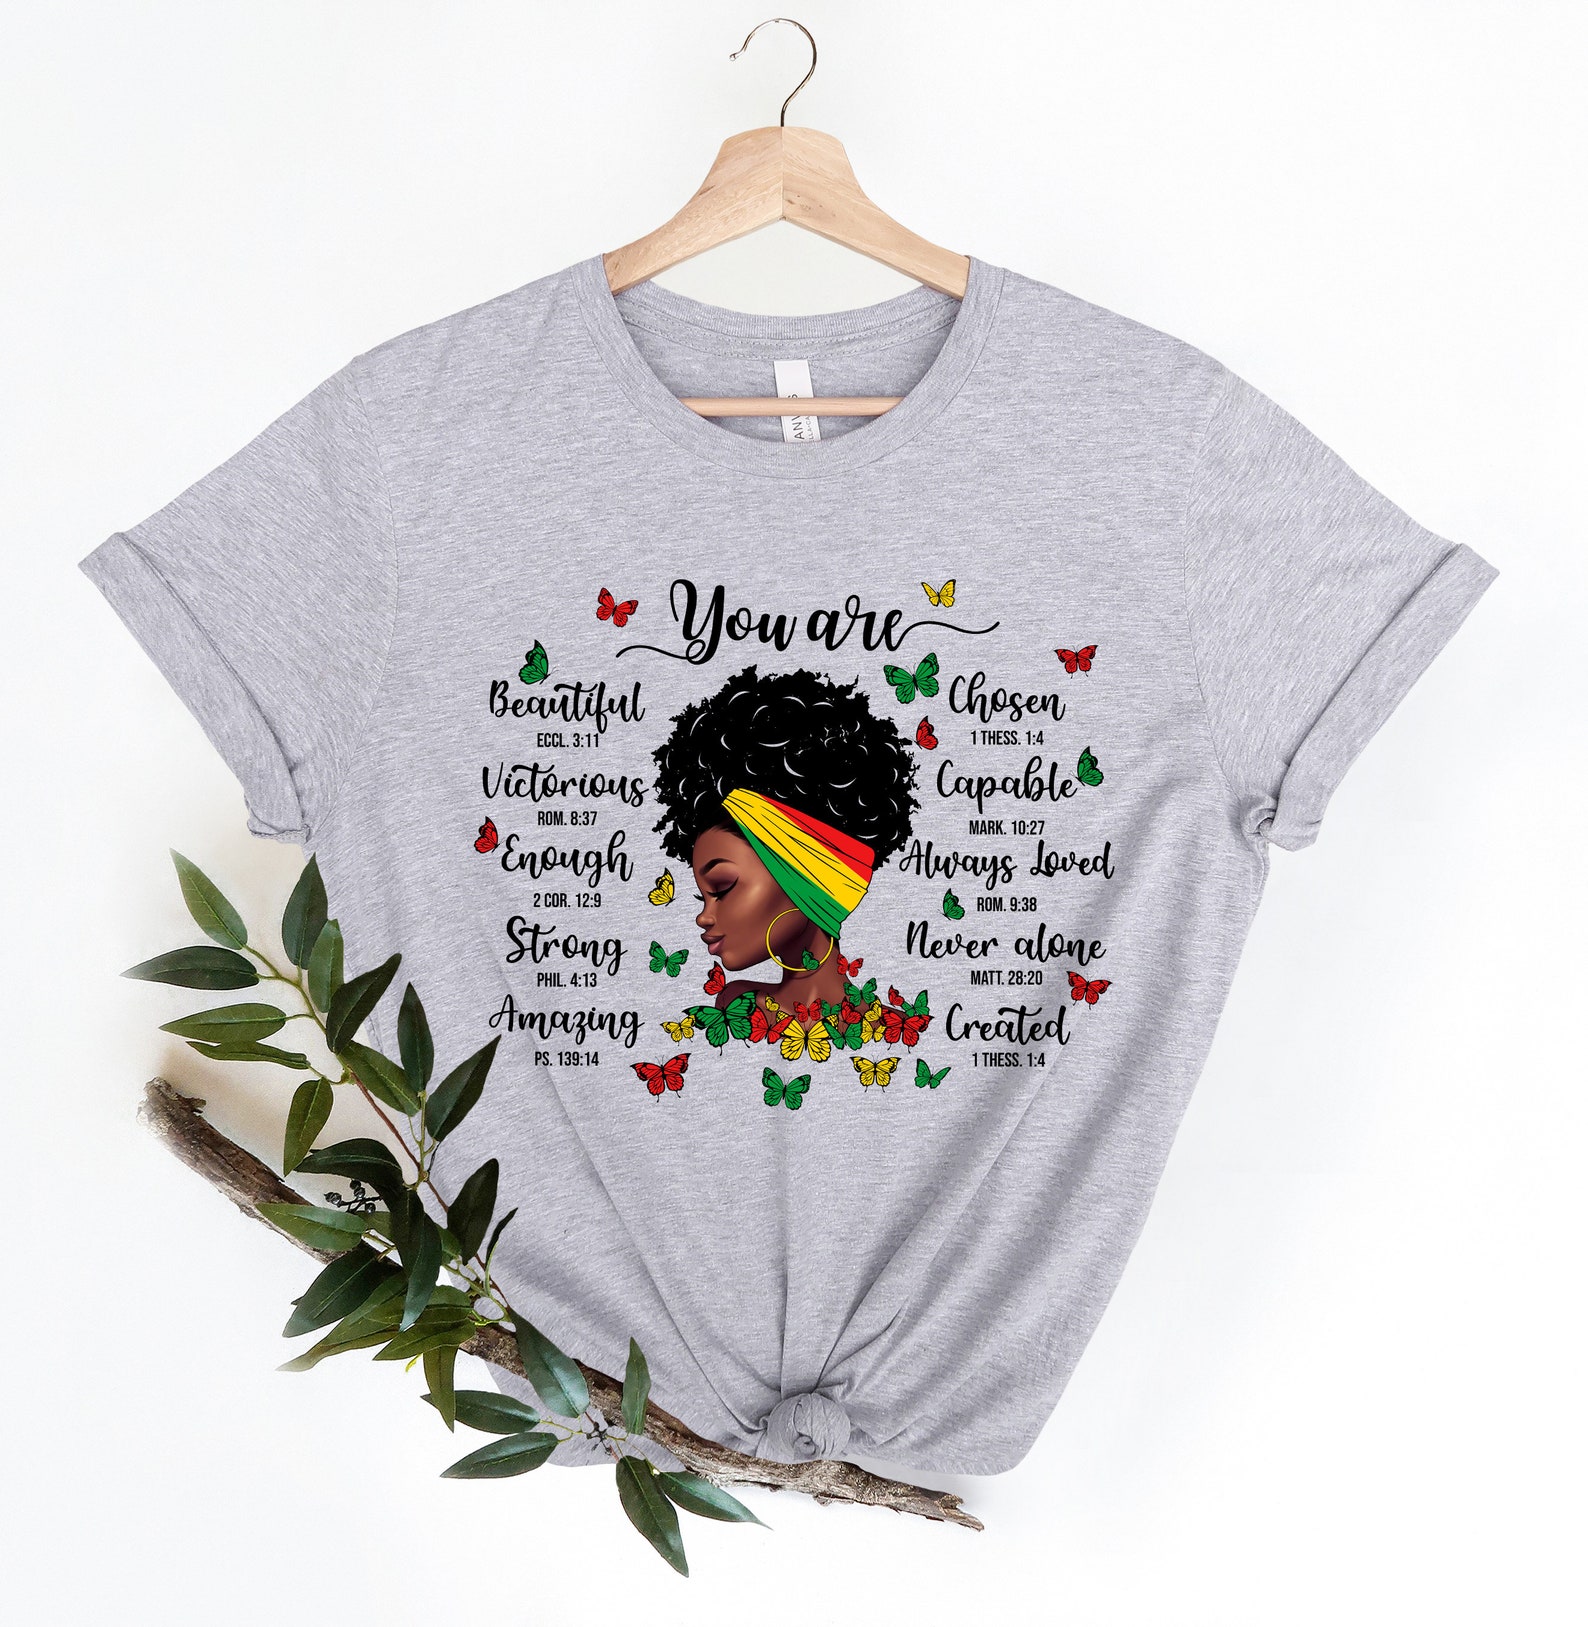 ANVAS
You are
Beautiful
ECCL. 3:11
Victorious
ROM. 8:37
Enough
2 COR. 12:9
Strong
PHIL. 4:13
Amazing
PS. 139:14
Chosen
1 THESS. 1:4
Capable
MARK. 10:27
Always Loved
ROM. 9:38
Never alone
MATT. 28:20
Created
1 THESS. 1:4